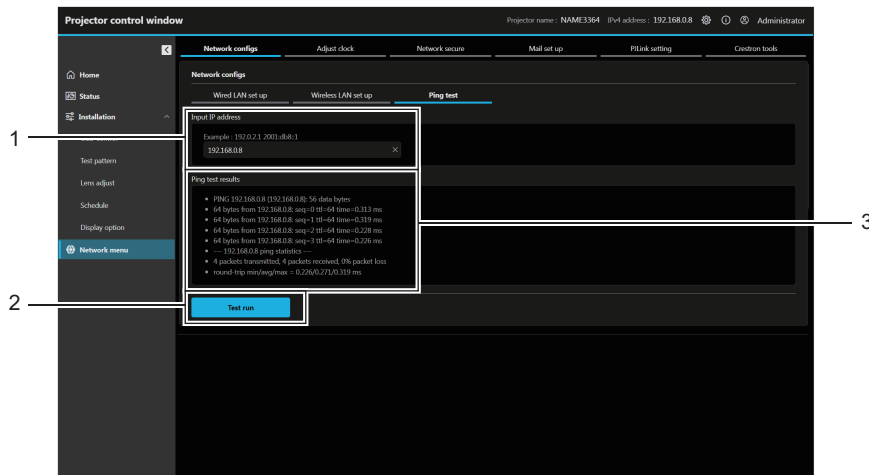 Projector control window
Projector name : NAME3364 IPv4 address : 192.168.0.8 Administrator
Network configs Adjust clock Network secure Mail set up PJLink setting Crestron tools
Home
Status
Installation
Test pattern
Lens adjust
Schedule
Display option
Network menu
Network configs
Wired LAN set up Wireless LAN set up Ping test
1
Input IP address
Example : 192.0.2.1 2001:db8::1
192.168.0.8
Ping test results
PING 192.168.0.8 (192.168.0.8): 56 data bytes
64 bytes from 192.168.0.8: seq=0 ttl=64 time=0.313 ms
64 bytes from 192.168.0.8: seq=1 ttl=64 time=0.319 ms
64 bytes from 192.168.0.8: seq=2 ttl=64 time=0.228 ms
64 bytes from 192.168.0.8: seq=3 ttl=64 time=0.226 ms
--- 192.168.0.8 ping statistics ---
4 packets transmitted, 4 packets received, 0% packet loss
round-trip min/avg/max = 0.226/0.271/0.319 ms
3
2
Test run